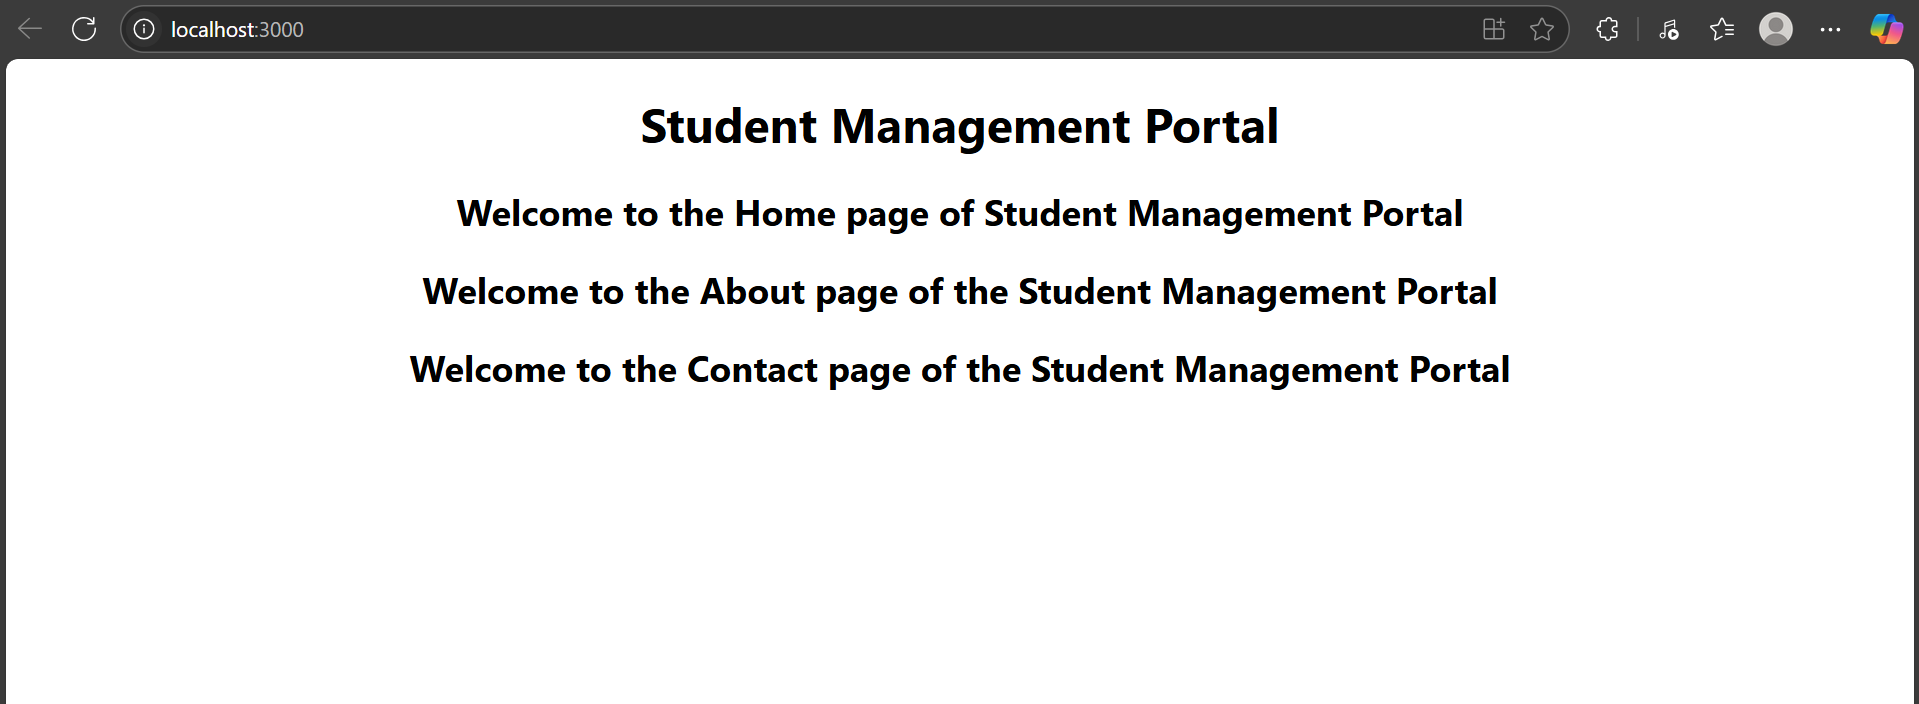 localhost:3000
Student Management Portal
Welcome to the Home page of Student Management Portal
Welcome to the About page of the Student Management Portal
Welcome to the Contact page of the Student Management Portal